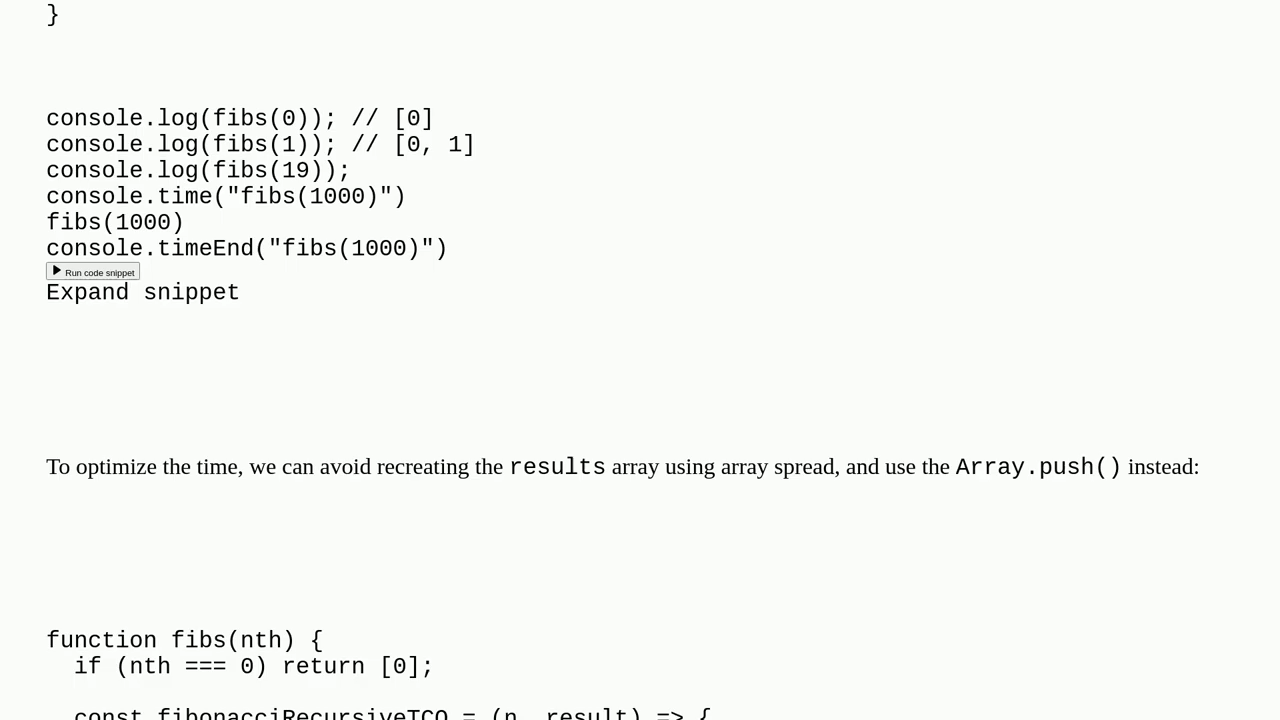 }
console.log(fibs(0)); // [0]
console.log(fibs(1)); // [0, 1]
console.log(fibs(19));
console.time("fibs(1000)")
fibs(1000)
console.timeEnd("fibs(1000)")
Run code snippet
Expand snippet
To optimize the time, we can avoid recreating the results array using array spread, and use the Array.push() instead:
function fibs(nth) {
  if (nth === 0) return [0];
  const fibonacciRecursiveTCO = (n, result) => {